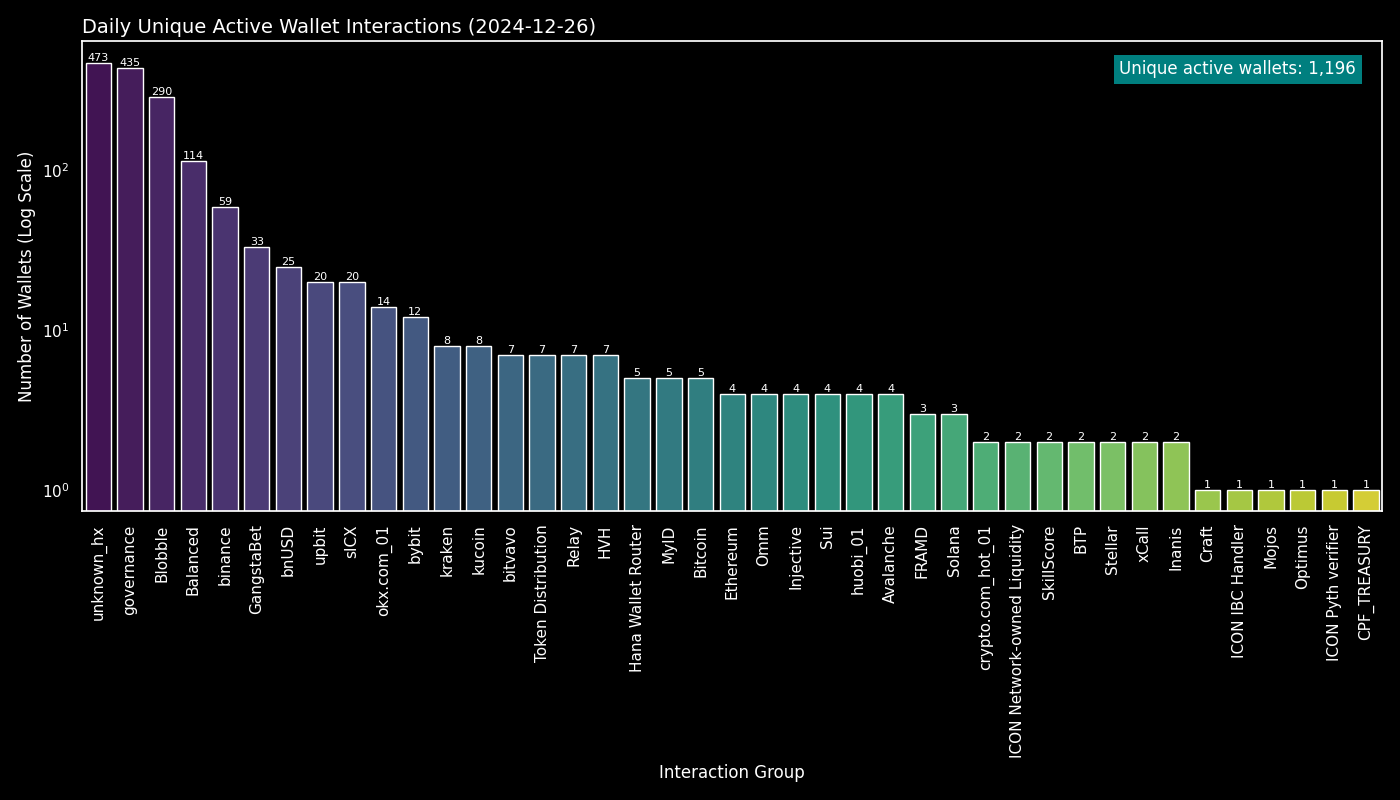 Daily Unique Active Wallet Interactions (2024-12-26)
Unique active wallets: 1,196
Number of Wallets (Log Scale)
10²
10¹
10⁰
473
435
290
114
59
33
25
20
20
14
12
8
8
7
7
7
7
5
5
5
4
4
4
4
4
4
3
3
2
2
2
2
2
2
2
1
1
1
1
1
1
unknown_hx
governance
Blobble
Balanced
binance
GangstaBet
bnUSD
upbit
sICX
okx.com_01
bybit
kraken
kucoin
bitvavo
Token Distribution
Relay
HVH
Hana Wallet Router
MyID
Bitcoin
Ethereum
Omm
Injective
Sui
huobi_01
Avalanche
FRAMD
Solana
crypto.com_hot_01
ICON Network-owned Liquidity
SkillScore
BTP
Stellar
xCall
Inanis
Craft
ICON IBC Handler
Mojos
Optimus
ICON Pyth verifier
CPF_TREASURY
Interaction Group